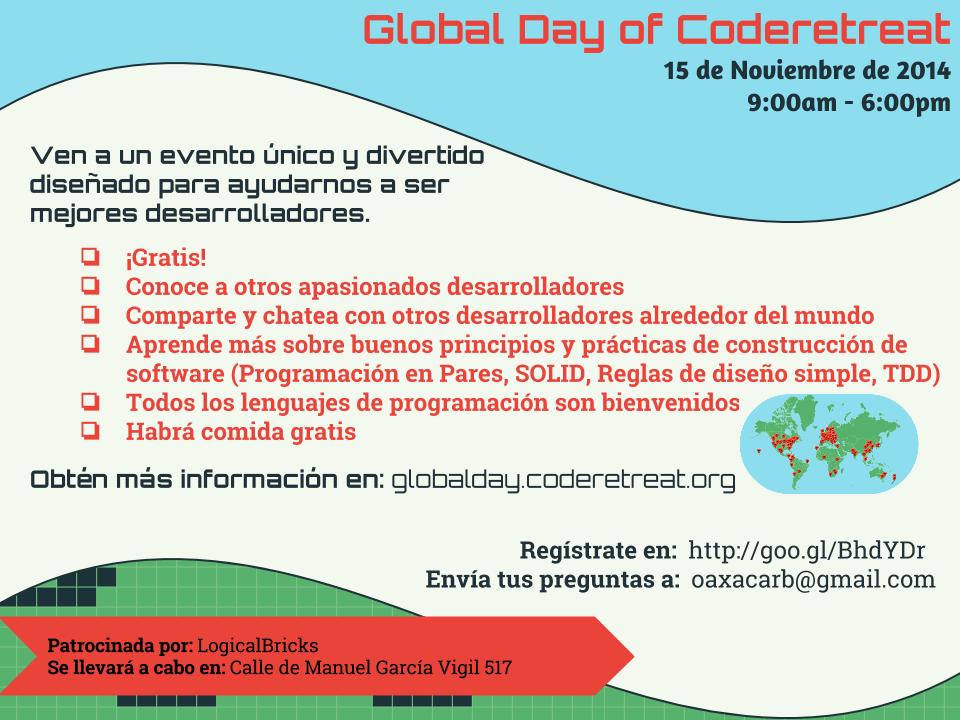 Global Day of Coderetreat
15 de Noviembre de 2014
9:00am - 6:00pm
Ven a un evento único y divertido
diseñado para ayudarnos a ser
mejores desarrolladores.
❏ ¡Gratis!
❏ Conoce a otros apasionados desarrolladores
❏ Comparte y chatea con otros desarrolladores alrededor del mundo
❏ Aprende más sobre buenos principios y prácticas de construcción de
software (Programación en Pares, SOLID, Reglas de diseño simple, TDD)
❏ Todos los lenguajes de programación son bienvenidos
❏ Habrá comida gratis
Obtén más información en: globalday.coderetreat.org
Regístrate en: http://goo.gl/BhdYDr
Envía tus preguntas a: oaxacarb@gmail.com
Patrocinada por: LogicalBricks
Se llevará a cabo en: Calle de Manuel García Vigil 517